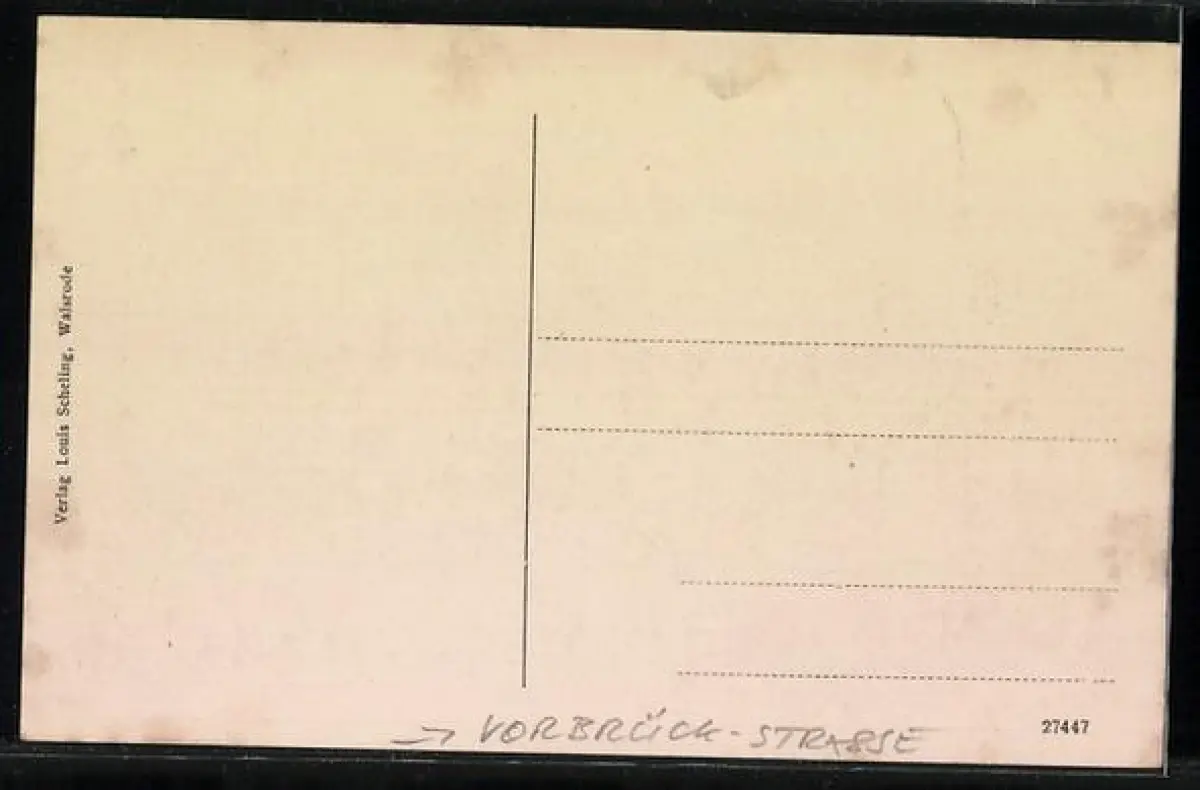 Verlag Louis Scheling, Walsrode
→ VORBRÜCK-STRASSE
27447